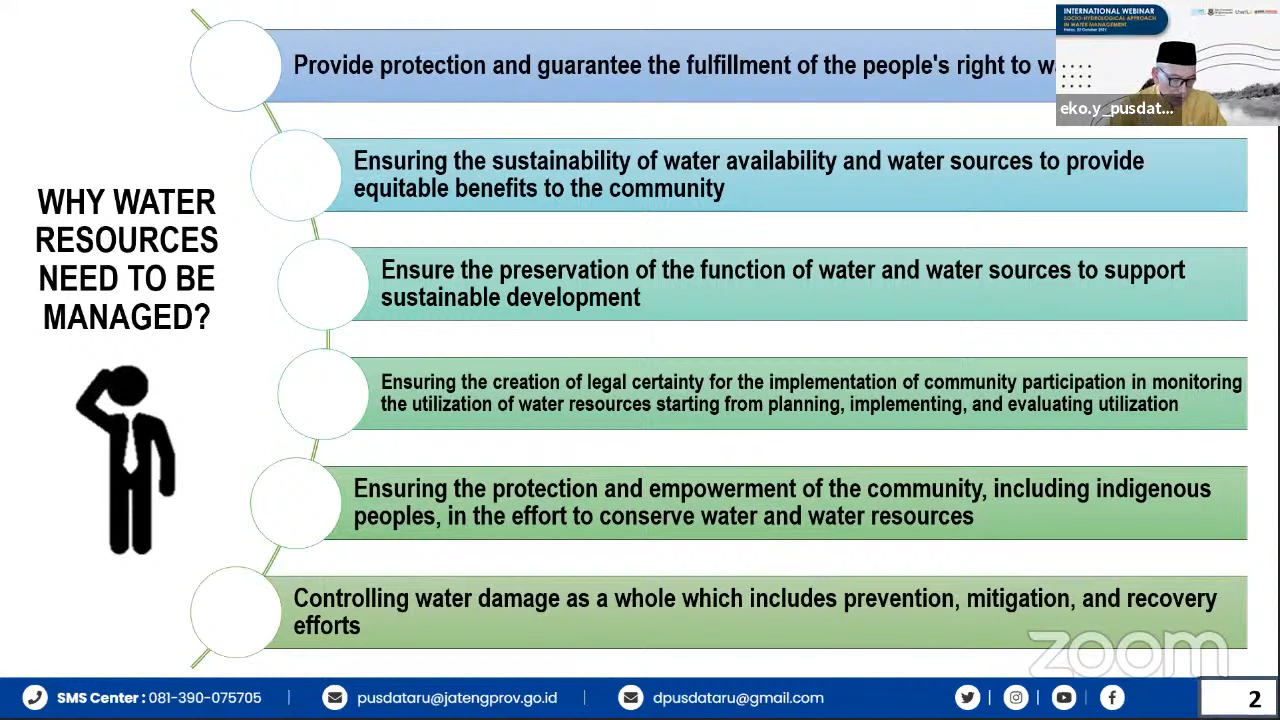 WHY WATER
RESOURCES
NEED TO BE
MANAGED?
Provide protection and guarantee the fulfillment of the people's right to
Ensuring the sustainability of water availability and water sources to provide
equitable benefits to the community
Ensure the preservation of the function of water and water sources to support
sustainable development
Ensuring the creation of legal certainty for the implementation of community participation in monitoring
the utilization of water resources starting from planning, implementing, and evaluating utilization
Ensuring the protection and empowerment of the community, including indigenous
peoples, in the effort to conserve water and water resources
Controlling water damage as a whole which includes prevention, mitigation, and recovery
efforts
INTERNATIONAL WEBINAR
SOCIO-HYDROLOGICAL APPROACH
IN WATER MANAGEMENT
eko.y_pusdat...
zoom
SMS Center : 081-390-075705
pusdataru@jatengprov.go.id
dpusdataru@gmail.com
2